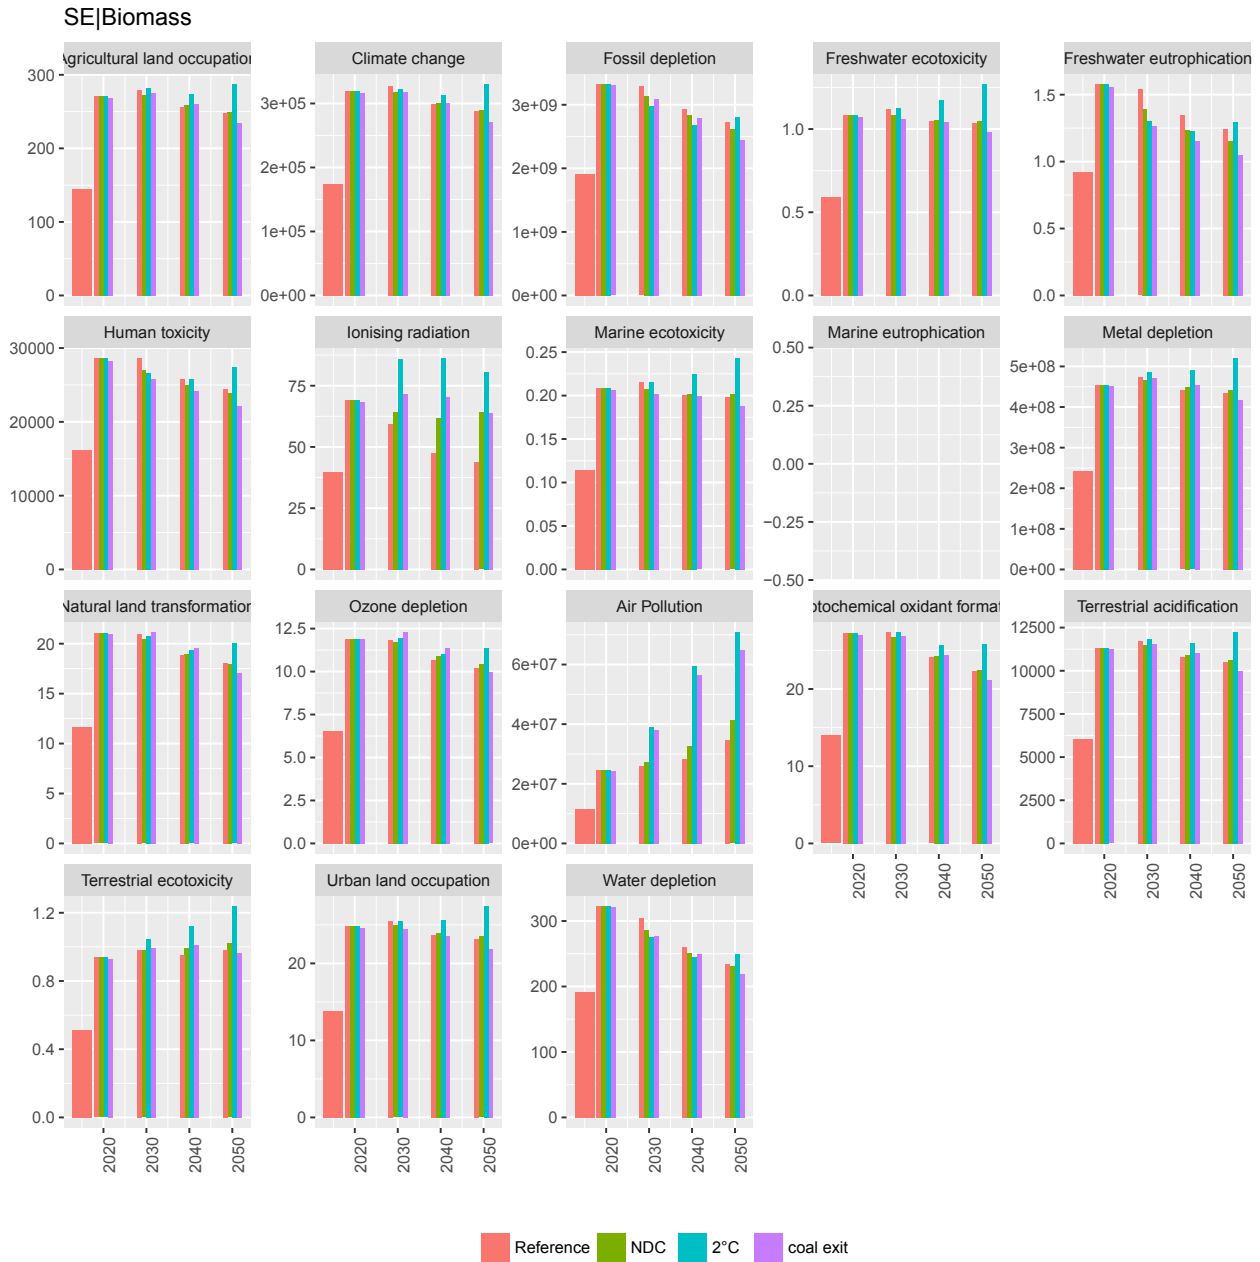 SE|Biomass
Agricultural land occupation
Climate change
Fossil depletion
Freshwater ecotoxicity
Freshwater eutrophication
300
200
100
0
3e+05
2e+05
1e+05
0e+00
3e+09
2e+09
1e+09
0e+00
1.0
0.5
0.0
1.5
1.0
0.5
0.0
Human toxicity
Ionising radiation
Marine ecotoxicity
Marine eutrophication
Metal depletion
30000
20000
10000
0
75
50
25
0
0.25
0.20
0.15
0.10
0.05
0.00
0.50
0.25
0.00
−0.25
−0.50
5e+08
4e+08
3e+08
2e+08
1e+08
0e+00
Natural land transformation
Ozone depletion
Air Pollution
otochemical oxidant format
Terrestrial acidification
20
15
10
5
0
12.5
10.0
7.5
5.0
2.5
0.0
6e+07
4e+07
2e+07
0e+00
20
10
0
12500
10000
7500
5000
2500
0
2020
2030
2040
2050
2020
2030
2040
2050
Terrestrial ecotoxicity
Urban land occupation
Water depletion
1.2
0.8
0.4
0.0
20
10
0
300
200
100
0
2020
2030
2040
2050
2020
2030
2040
2050
2020
2030
2040
2050
Reference
NDC
2°C
coal exit